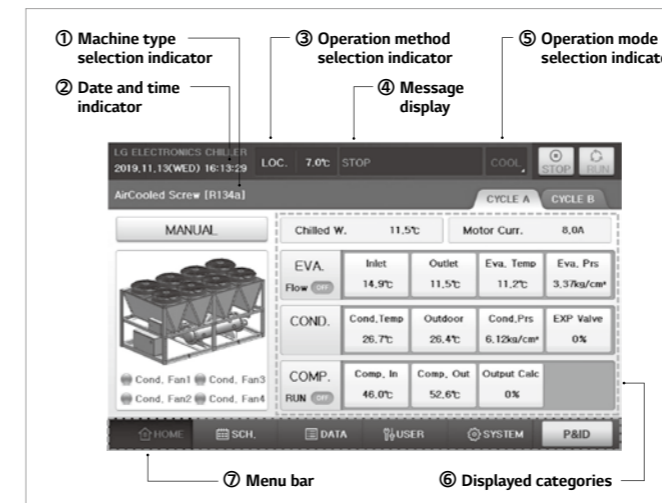 ① Machine type
selection indicator
② Date and time
indicator
③ Operation method
selection indicator
④ Message
display
⑤ Operation mode
selection indicato
LG ELECTRONICS CHILLER
2019,11,13(WED) 16:13:29
LOC. 7.0℃ STOP COOL
STOP RUN
AirCooled Screw [R134a]
CYCLE A CYCLE B
MANUAL
Chilled W. 11,5℃ Motor Curr. 8,0A
EVA. Inlet Outlet Eva. Temp Eva. Prs
Flow OFF 14,9℃ 11,5℃ 11,2℃ 3,37kg/cm²
COND. Cond,Temp Outdoor Cond,Prs EXP Valve
26,7℃ 26,4℃ 6,12kg/cm² 0%
COMP. Comp, In Comp, Out Output Calc
RUN OFF 46,0℃ 52,6℃ 0%
Cond, Fan1 Cond, Fan3
Cond, Fan2 Cond, Fan4
HOME SCH, DATA USER SYSTEM P&ID
⑦ Menu bar
⑥ Displayed categories